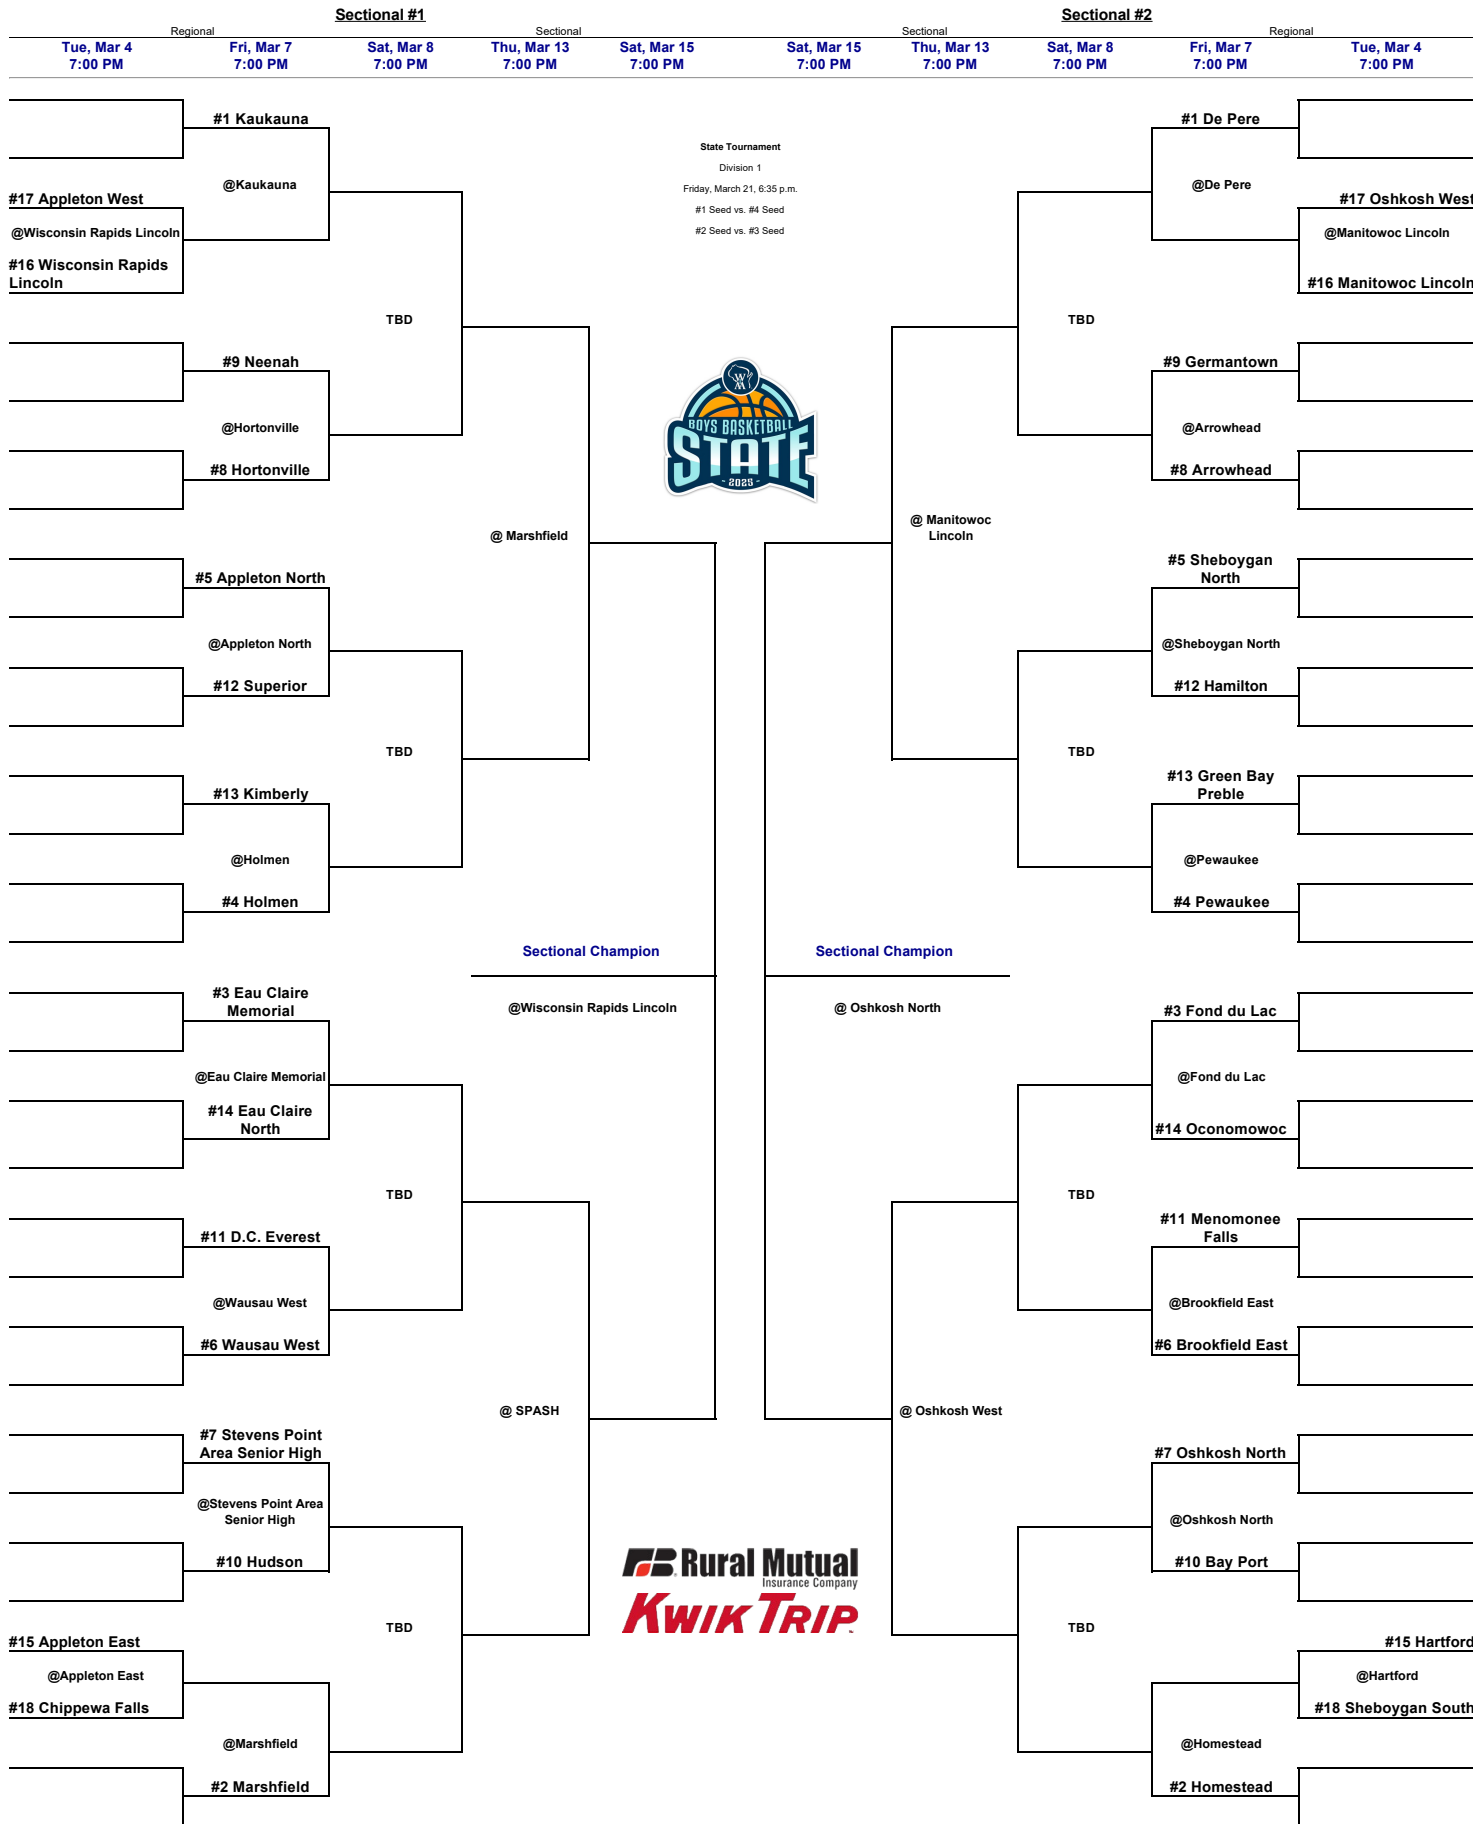 Sectional #1
Sectional #2
Regional
Sectional
Sectional
Regional
Tue, Mar 4
7:00 PM
Fri, Mar 7
7:00 PM
Sat, Mar 8
7:00 PM
Thu, Mar 13
7:00 PM
Sat, Mar 15
7:00 PM
Sat, Mar 15
7:00 PM
Thu, Mar 13
7:00 PM
Sat, Mar 8
7:00 PM
Fri, Mar 7
7:00 PM
Tue, Mar 4
7:00 PM
#1 Kaukauna
@Kaukauna
#17 Appleton West
@Wisconsin Rapids Lincoln
#16 Wisconsin Rapids
Lincoln
TBD
#9 Neenah
@Hortonville
#8 Hortonville
@ Marshfield
#5 Appleton North
@Appleton North
#12 Superior
TBD
#13 Kimberly
@Holmen
#4 Holmen
Sectional Champion
@Wisconsin Rapids Lincoln
#3 Eau Claire
Memorial
@Eau Claire Memorial
#14 Eau Claire
North
TBD
#11 D.C. Everest
@Wausau West
#6 Wausau West
@ SPASH
#7 Stevens Point
Area Senior High
@Stevens Point Area
Senior High
#10 Hudson
TBD
#15 Appleton East
@Appleton East
#18 Chippewa Falls
@Marshfield
#2 Marshfield
State Tournament
Division 1
Friday, March 21, 6:35 p.m.
#1 Seed vs. #4 Seed
#2 Seed vs. #3 Seed
WIAA
BOYS BASKETBALL
STATE
- 2025 -
Rural Mutual
Insurance Company
KWIK TRIP
#1 De Pere
@De Pere
#17 Oshkosh West
@Manitowoc Lincoln
#16 Manitowoc Lincoln
TBD
#9 Germantown
@Arrowhead
#8 Arrowhead
@ Manitowoc
Lincoln
#5 Sheboygan
North
@Sheboygan North
#12 Hamilton
TBD
#13 Green Bay
Preble
@Pewaukee
#4 Pewaukee
Sectional Champion
@ Oshkosh North
#3 Fond du Lac
@Fond du Lac
#14 Oconomowoc
TBD
#11 Menomonee
Falls
@Brookfield East
#6 Brookfield East
@ Oshkosh West
#7 Oshkosh North
@Oshkosh North
#10 Bay Port
TBD
#15 Hartford
@Hartford
#18 Sheboygan South
@Homestead
#2 Homestead